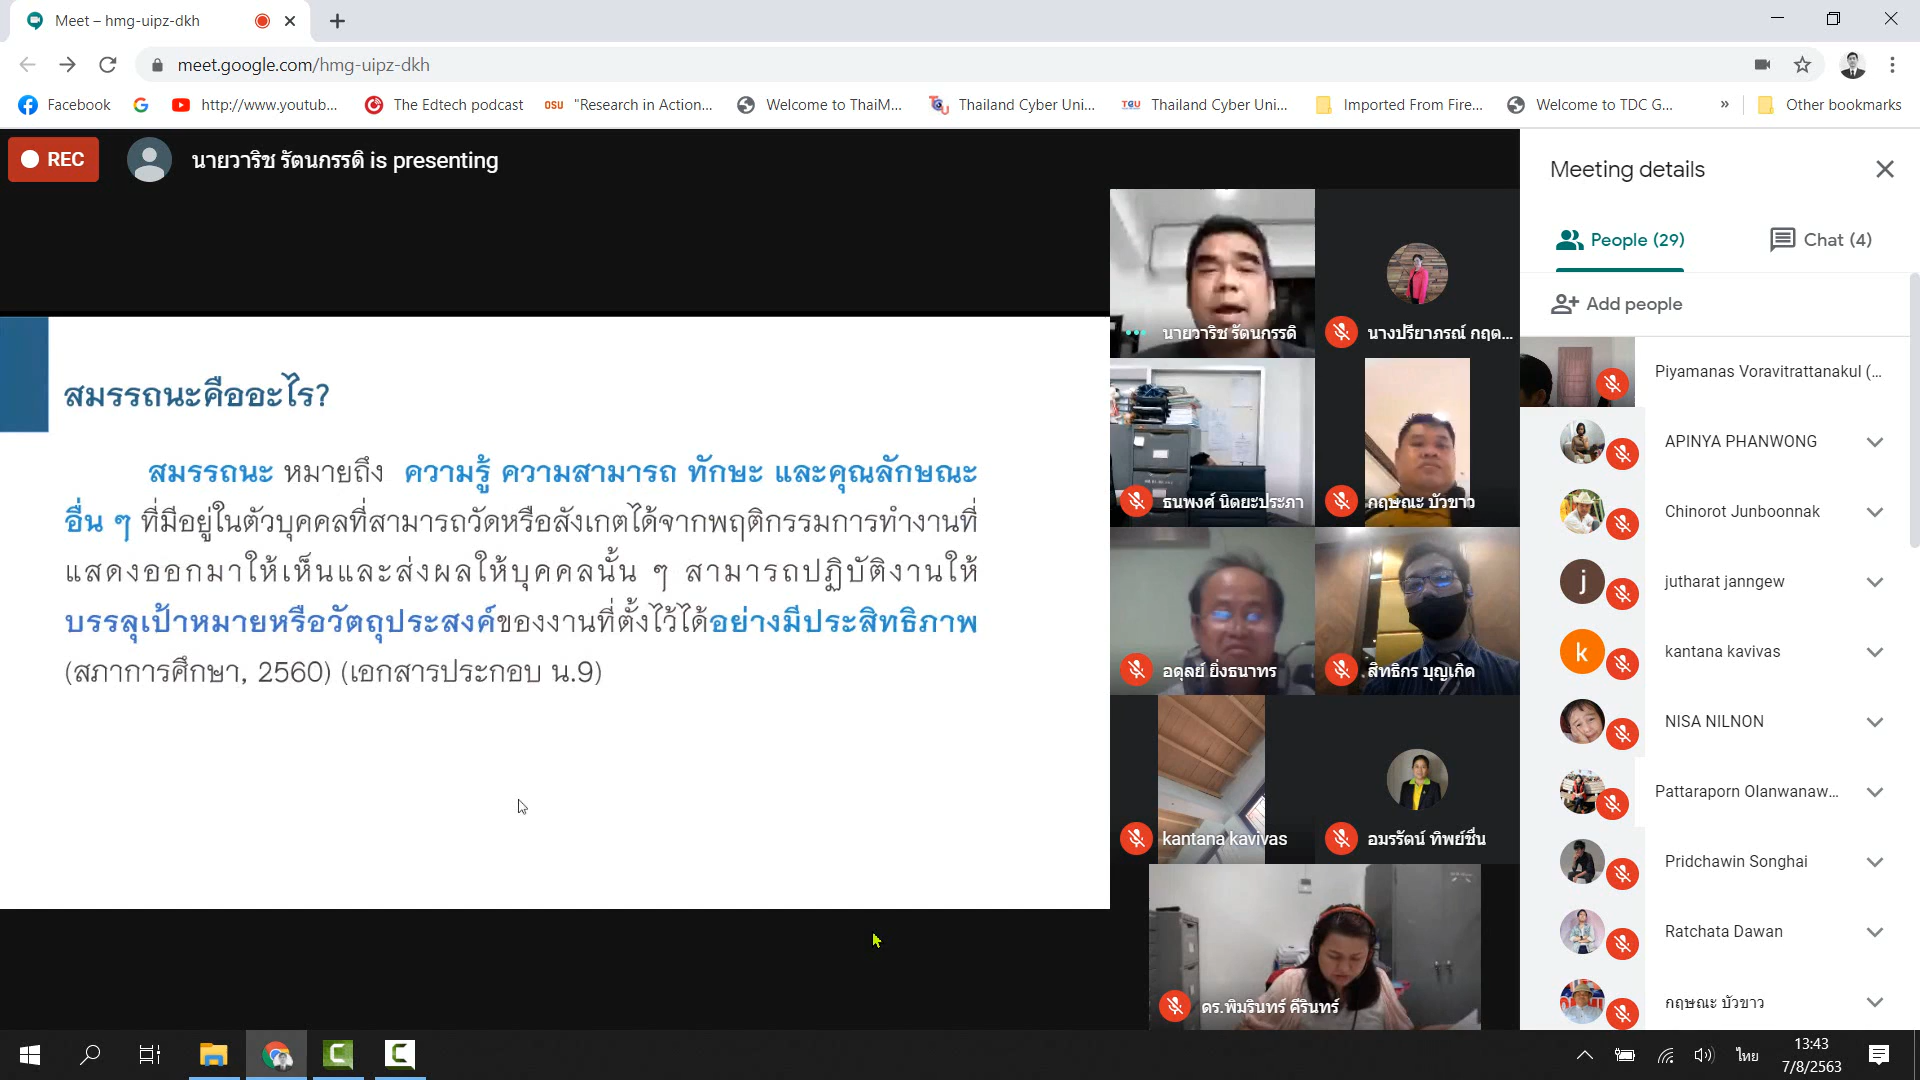 Meet – hmg-uipz-dkh
meet.google.com/hmg-uipz-dkh
Facebook
http://www.youtub...
The Edtech podcast
OSU "Research in Action...
Welcome to ThaiM...
Thailand Cyber Uni...
TCU Thailand Cyber Uni...
Imported From Fire...
Welcome to TDC G...
»
Other bookmarks
REC
นายวาริช รัตนกรรดิ is presenting
สมรรถนะคืออะไร?
สมรรถนะ หมายถึง ความรู้ ความสามารถ ทักษะ และคุณลักษณะ
อื่น ๆ ที่มีอยู่ในตัวบุคคลที่สามารถวัดหรือสังเกตได้จากพฤติกรรมการทำงานที่
แสดงออกมาให้เห็นและส่งผลให้บุคคลนั้น ๆ สามารถปฏิบัติงานให้
บรรลุเป้าหมายหรือวัตถุประสงค์ของงานที่ตั้งไว้ได้อย่างมีประสิทธิภาพ
(สภาการศึกษา, 2560) (เอกสารประกอบ น.9)
นายวาริช รัตนกรรดิ
นางปรียาภรณ์ กฤต...
ธนพงศ์ นิตยะประภา
กฤษณะ บัวขาว
อดุลย์ ยิ่งธนาทร
สิทธิกร บุญเกิด
kantana kavivas
อมรรัตน์ ทิพย์ชื่น
ดร.พิมรินทร์ คีรินทร์
Meeting details
People (29)
Chat (4)
Add people
Piyamanas Voravitrattanakul (...
APINYA PHANWONG
Chinorot Junboonnak
j
jutharat janngew
k
kantana kavivas
NISA NILNON
Pattaraporn Olanwanaw...
Pridchawin Songhai
Ratchata Dawan
กฤษณะ บัวขาว
ไทย
13:43
7/8/2563